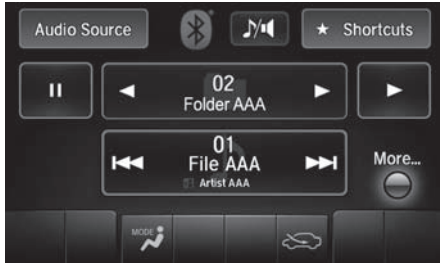 Audio Source
★ Shortcuts
02
Folder AAA
01
File AAA
Artist AAA
More...
MODE